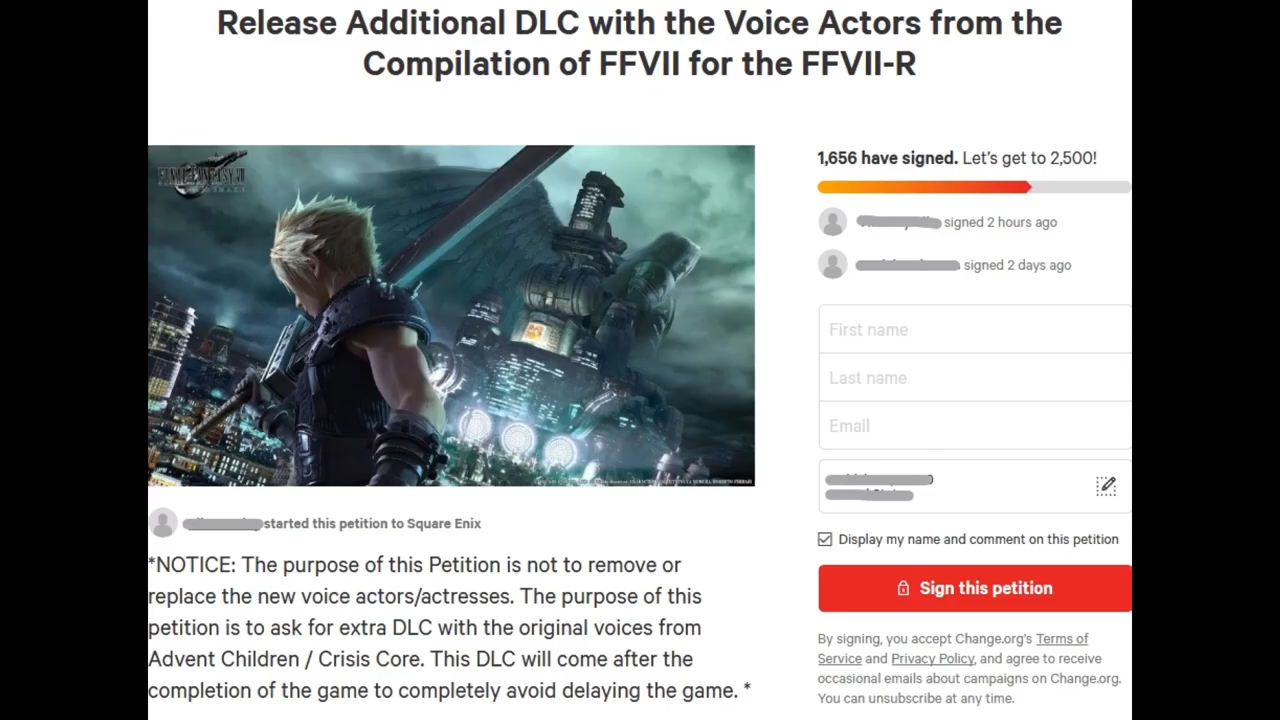 Release Additional DLC with the Voice Actors from the
Compilation of FFVII for the FFVII-R
FINAL FANTASY VII
1,656 have signed. Let's get to 2,500!
signed 2 hours ago
signed 2 days ago
First name
Last name
Email
started this petition to Square Enix
Display my name and comment on this petition
Sign this petition
*NOTICE: The purpose of this Petition is not to remove or
replace the new voice actors/actresses. The purpose of this
petition is to ask for extra DLC with the original voices from
Advent Children / Crisis Core. This DLC will come after the
completion of the game to completely avoid delaying the game. *
By signing, you accept Change.org's Terms of
Service and Privacy Policy, and agree to receive
occasional emails about campaigns on Change.org.
You can unsubscribe at any time.